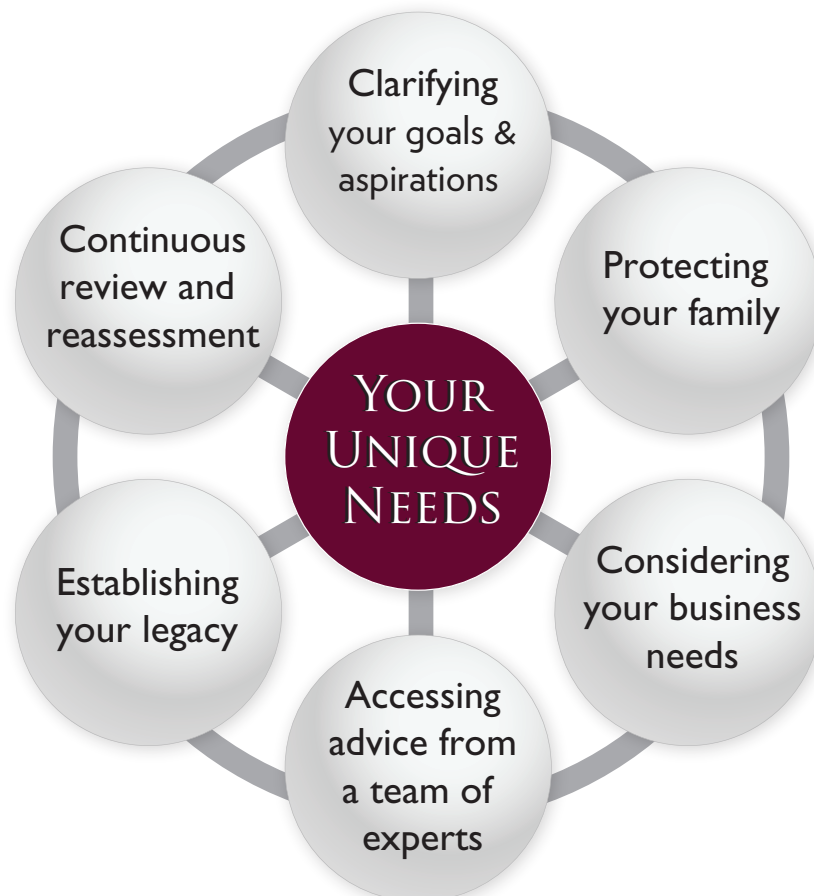 Clarifying
your goals &
aspirations
Protecting
your family
Considering
your business
needs
Accessing
advice from
a team of
experts
Establishing
your legacy
Continuous
review and
reassessment
YOUR
UNIQUE
NEEDS